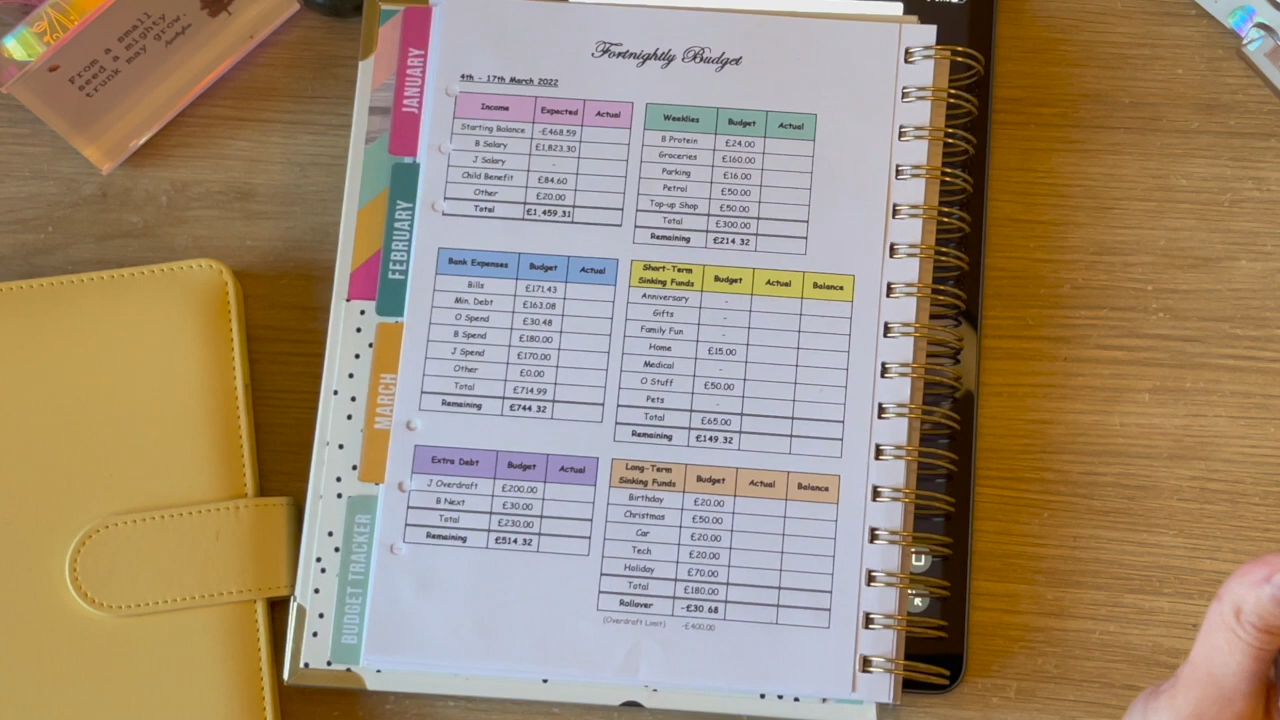 From a small
seed a mighty
trunk may grow.
Aeschylus
JANUARY
FEBRUARY
MARCH
BUDGET TRACKER
Fortnightly Budget
4th - 17th March 2022
Income Expected Actual
Starting Balance -£468.59
B Salary £1,823.30
J Salary -
Child Benefit £84.60
Other £20.00
Total £1,459.31
Weeklies Budget Actual
B Protein £24.00
Groceries £160.00
Parking £16.00
Petrol £50.00
Top-up Shop £50.00
Total £300.00
Remaining £214.32
Bank Expenses Budget Actual
Bills £171.43
Min. Debt £163.08
O Spend £30.48
B Spend £180.00
J Spend £170.00
Other £0.00
Total £714.99
Remaining £744.32
Short-Term
Sinking Funds Budget Actual Balance
Anniversary -
Gifts -
Family Fun -
Home £15.00
Medical -
O Stuff £50.00
Pets -
Total £65.00
Remaining £149.32
Extra Debt Budget Actual
J Overdraft £200.00
B Next £30.00
Total £230.00
Remaining £514.32
Long-Term
Sinking Funds Budget Actual Balance
Birthday £20.00
Christmas £50.00
Car £20.00
Tech £20.00
Holiday £70.00
Total £180.00
Rollover -£30.68
(Overdraft Limit) -£400.00